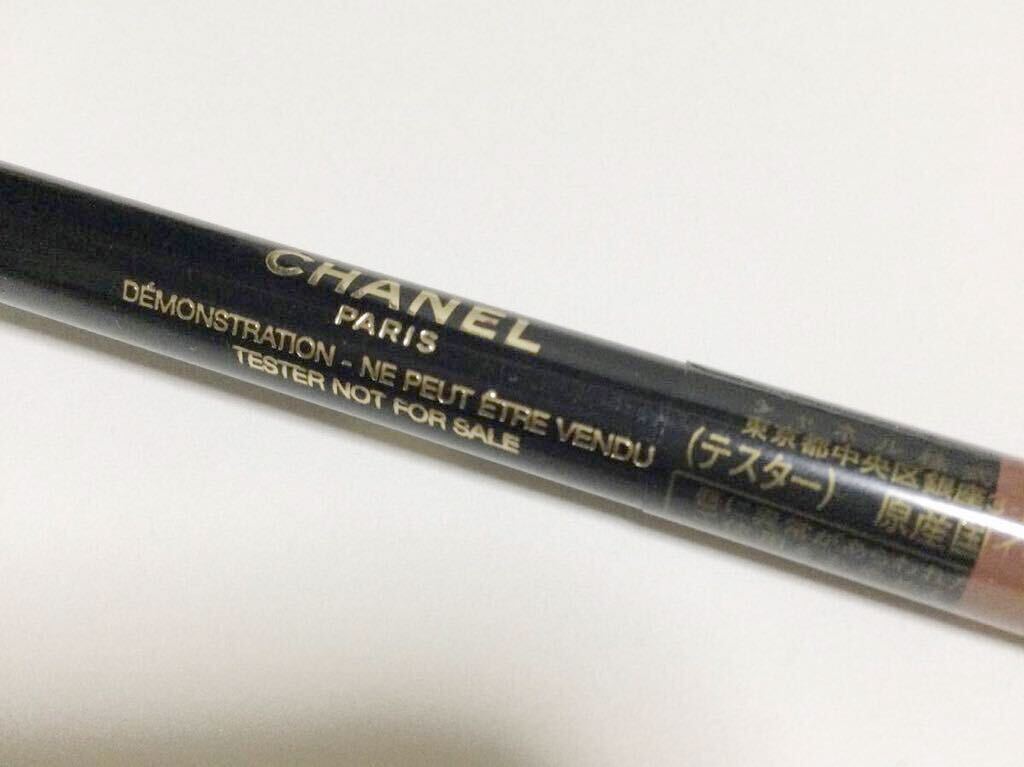 CHANEL
PARIS
DÉMONSTRATION - NE PEUT ÊTRE VENDU
TESTER NOT FOR SALE
東京都中央区銀座
(テスター) 原産国